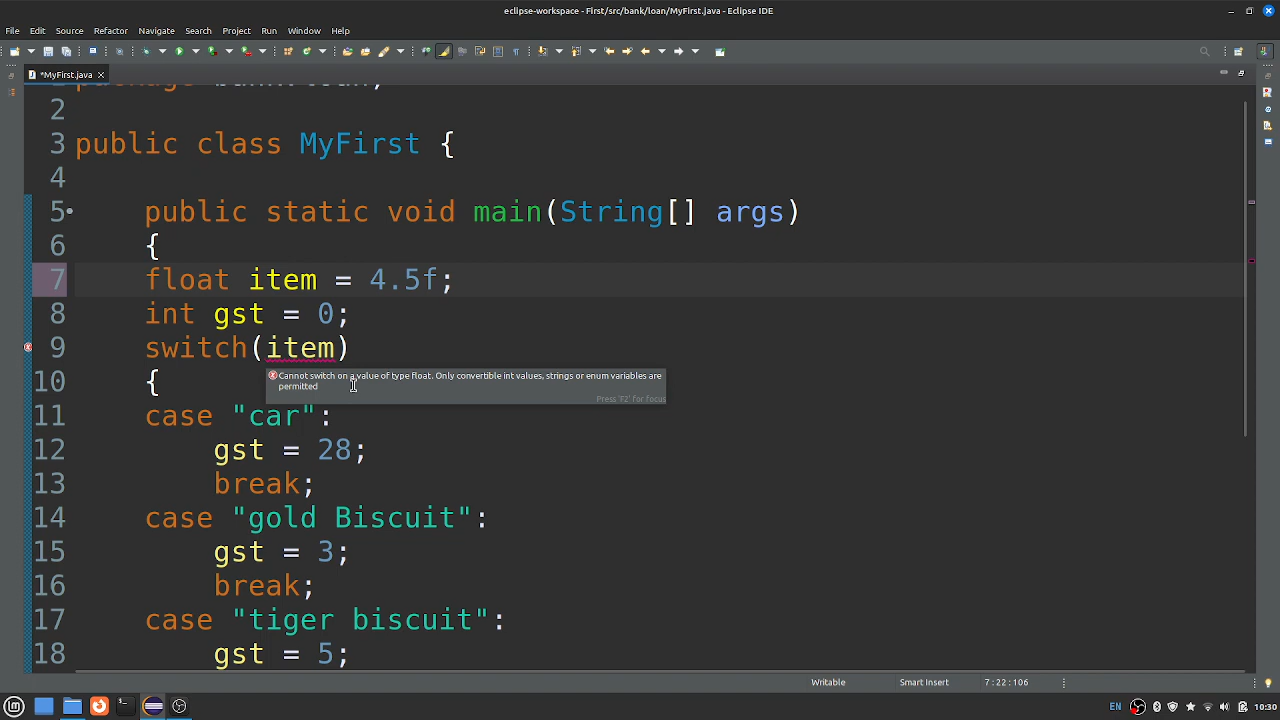 eclipse-workspace - First/src/bank/loan/MyFirst.java - Eclipse IDE
File Edit Source Refactor Navigate Search Project Run Window Help
*MyFirst.java
2
3 public class MyFirst {
4
5 public static void main(String[] args)
6 {
7 float item = 4.5f;
8 int gst = 0;
9 switch(item)
Cannot switch on a value of type float. Only convertible int values, strings or enum variables are
permitted
Press 'F2' for focus
10 {
11 case "car":
12 gst = 28;
13 break;
14 case "gold Biscuit":
15 gst = 3;
16 break;
17 case "tiger biscuit":
18 gst = 5;
Writable Smart Insert 7 : 22 : 106
EN 10:30